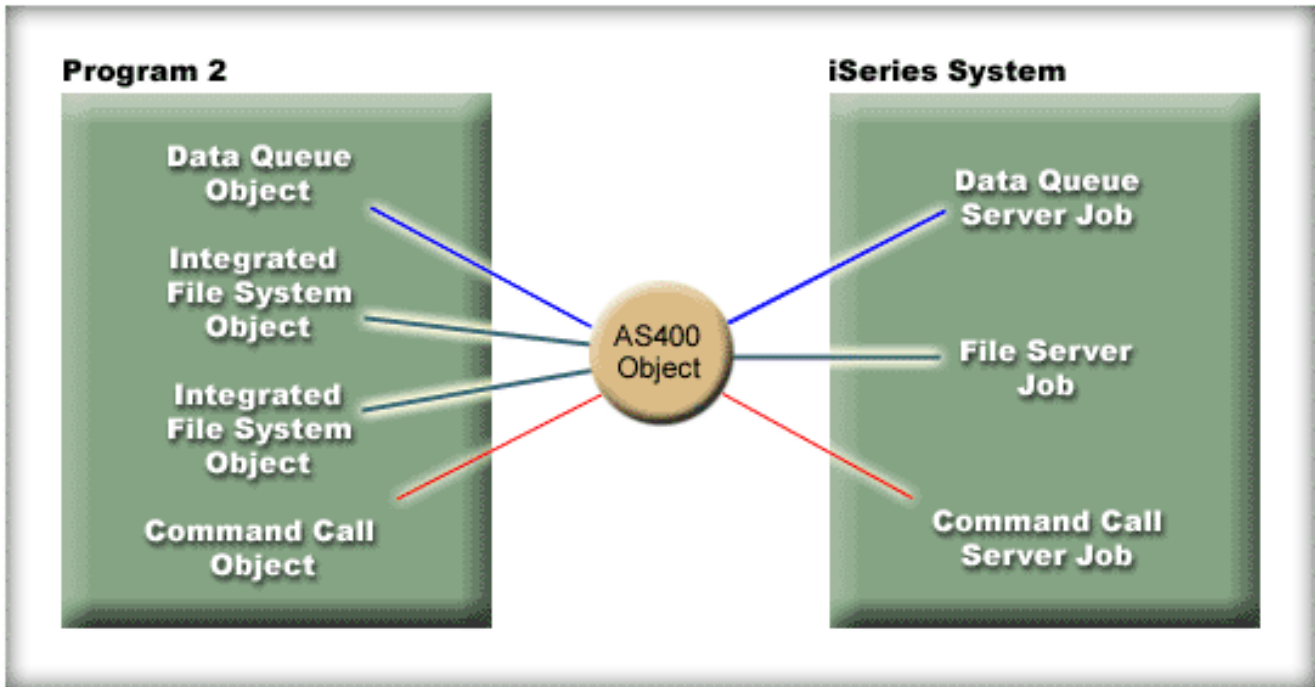 Program 2
Data Queue
Object
Integrated
File System
Object
Integrated
File System
Object
Command Call
Object
AS400
Object
iSeries System
Data Queue
Server Job
File Server
Job
Command Call
Server Job